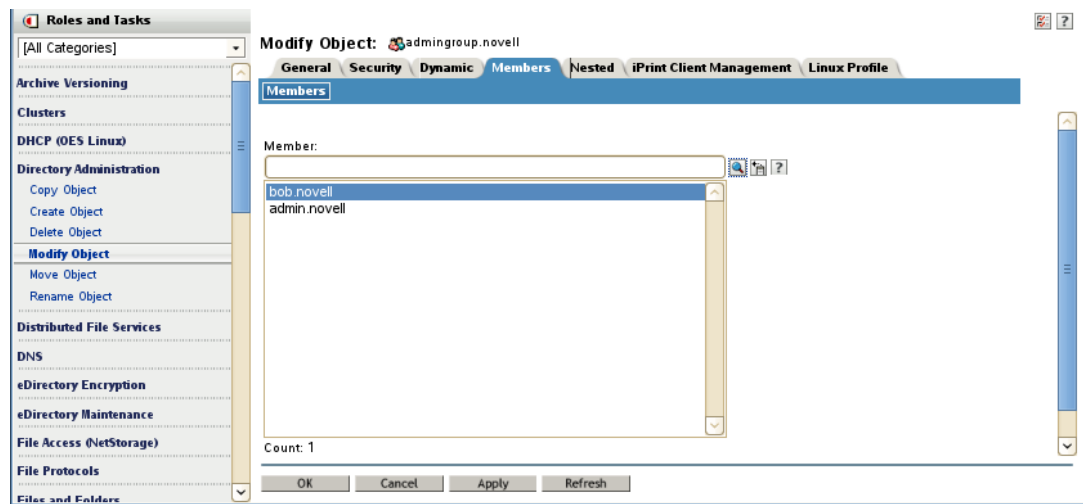 Roles and Tasks
[All Categories]
Archive Versioning
Clusters
DHCP (OES Linux)
Directory Administration
Copy Object
Create Object
Delete Object
Modify Object
Move Object
Rename Object
Distributed File Services
DNS
eDirectory Encryption
eDirectory Maintenance
File Access (NetStorage)
File Protocols
Files and Folders
?
Modify Object: admingroup.novell
General Security Dynamic Members Nested iPrint Client Management Linux Profile
Members
Member:
?
bob.novell
admin.novell
Count: 1
OK Cancel Apply Refresh